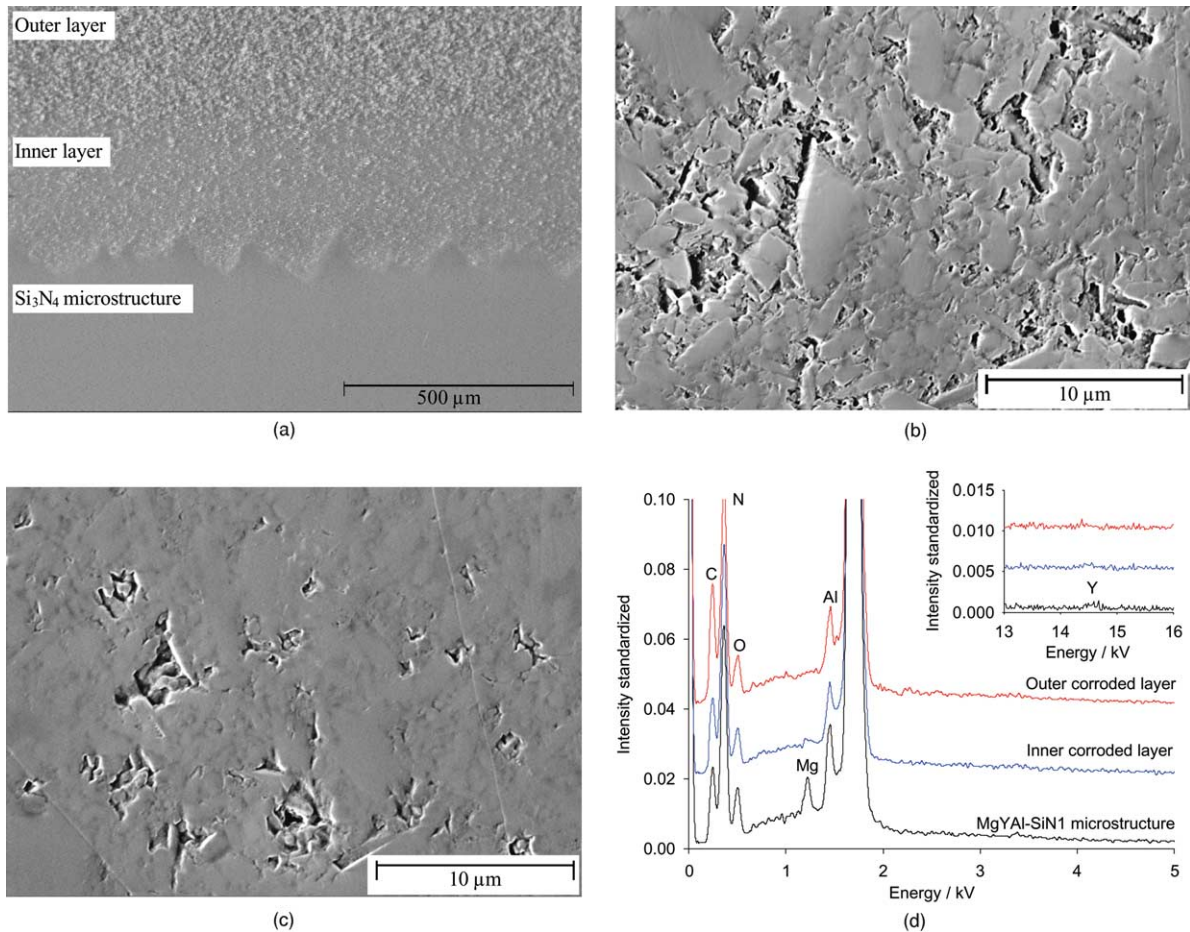 Outer layer
Inner layer
Si₃N₄ microstructure
500 µm
(a)
10 µm
(b)
10 µm
(c)
0.10
0.08
0.06
0.04
0.02
0.00
0
1
2
3
4
5
Intensity standardized
Energy / kV
N
C
O
Al
Mg
Outer corroded layer
Inner corroded layer
MgYAl-SiN1 microstructure
0.015
0.010
0.005
0.000
13
14
15
16
Intensity standardized
Energy / kV
Y
(d)